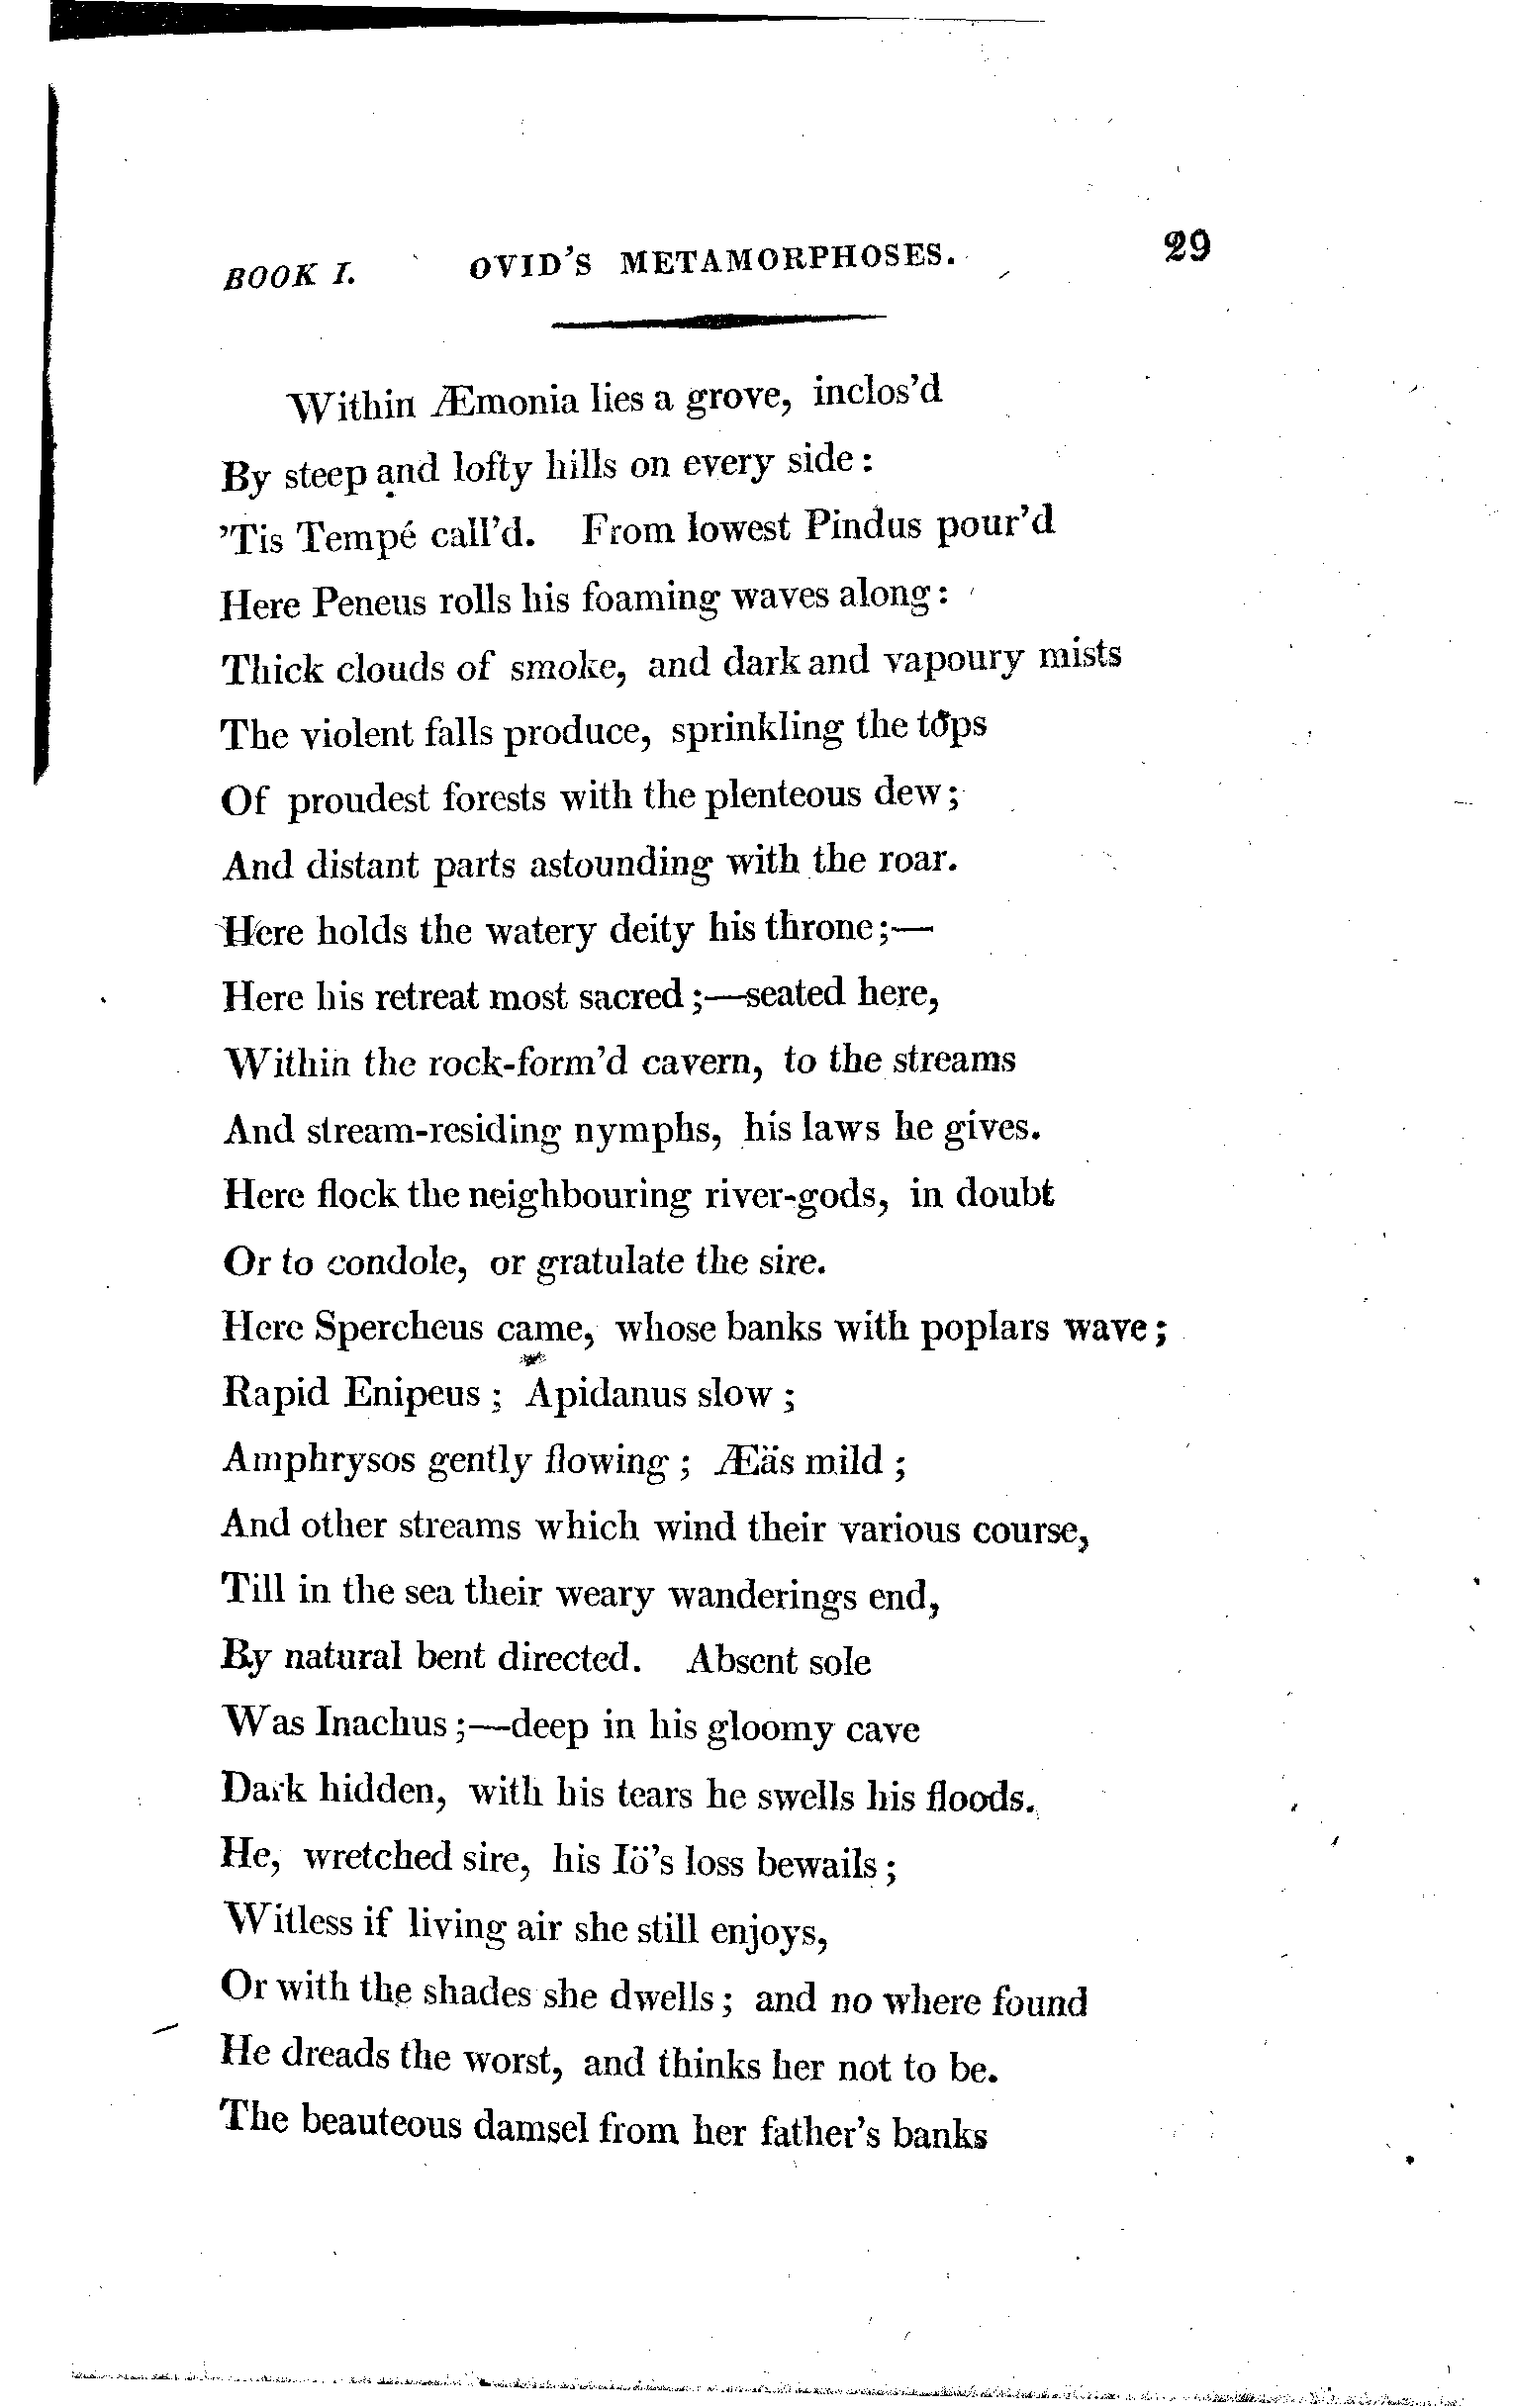 BOOK I. OVID'S METAMORPHOSES. 29
Within Æmonia lies a grove, inclos'd
By steep and lofty hills on every side:
'Tis Tempé call'd. From lowest Pindus pour'd
Here Peneus rolls his foaming waves along:
Thick clouds of smoke, and dark and vapoury mists
The violent falls produce, sprinkling the tops
Of proudest forests with the plenteous dew;
And distant parts astounding with the roar.
Here holds the watery deity his throne;—
Here his retreat most sacred;—seated here,
Within the rock-form'd cavern, to the streams
And stream-residing nymphs, his laws he gives.
Here flock the neighbouring river-gods, in doubt
Or to condole, or gratulate the sire.
Here Spercheus came, whose banks with poplars wave;
Rapid Enipeus; Apidanus slow;
Amphrysos gently flowing; Æäs mild;
And other streams which wind their various course,
Till in the sea their weary wanderings end,
By natural bent directed. Absent sole
Was Inachus;—deep in his gloomy cave
Dark hidden, with his tears he swells his floods.
He, wretched sire, his Iö's loss bewails;
Witless if living air she still enjoys,
Or with the shades she dwells; and no where found
He dreads the worst, and thinks her not to be.
The beauteous damsel from her father's banks